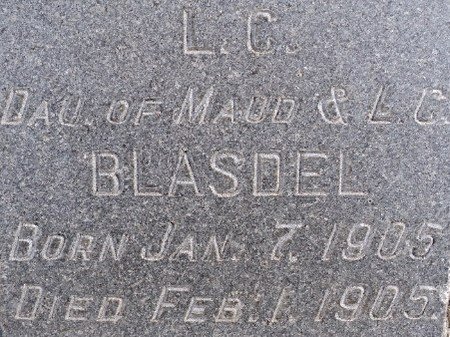 L. C.
DAU. OF MAUD & L. C.
BLASDEL
BORN JAN. 7, 1905
DIED FEB. 1, 1905.